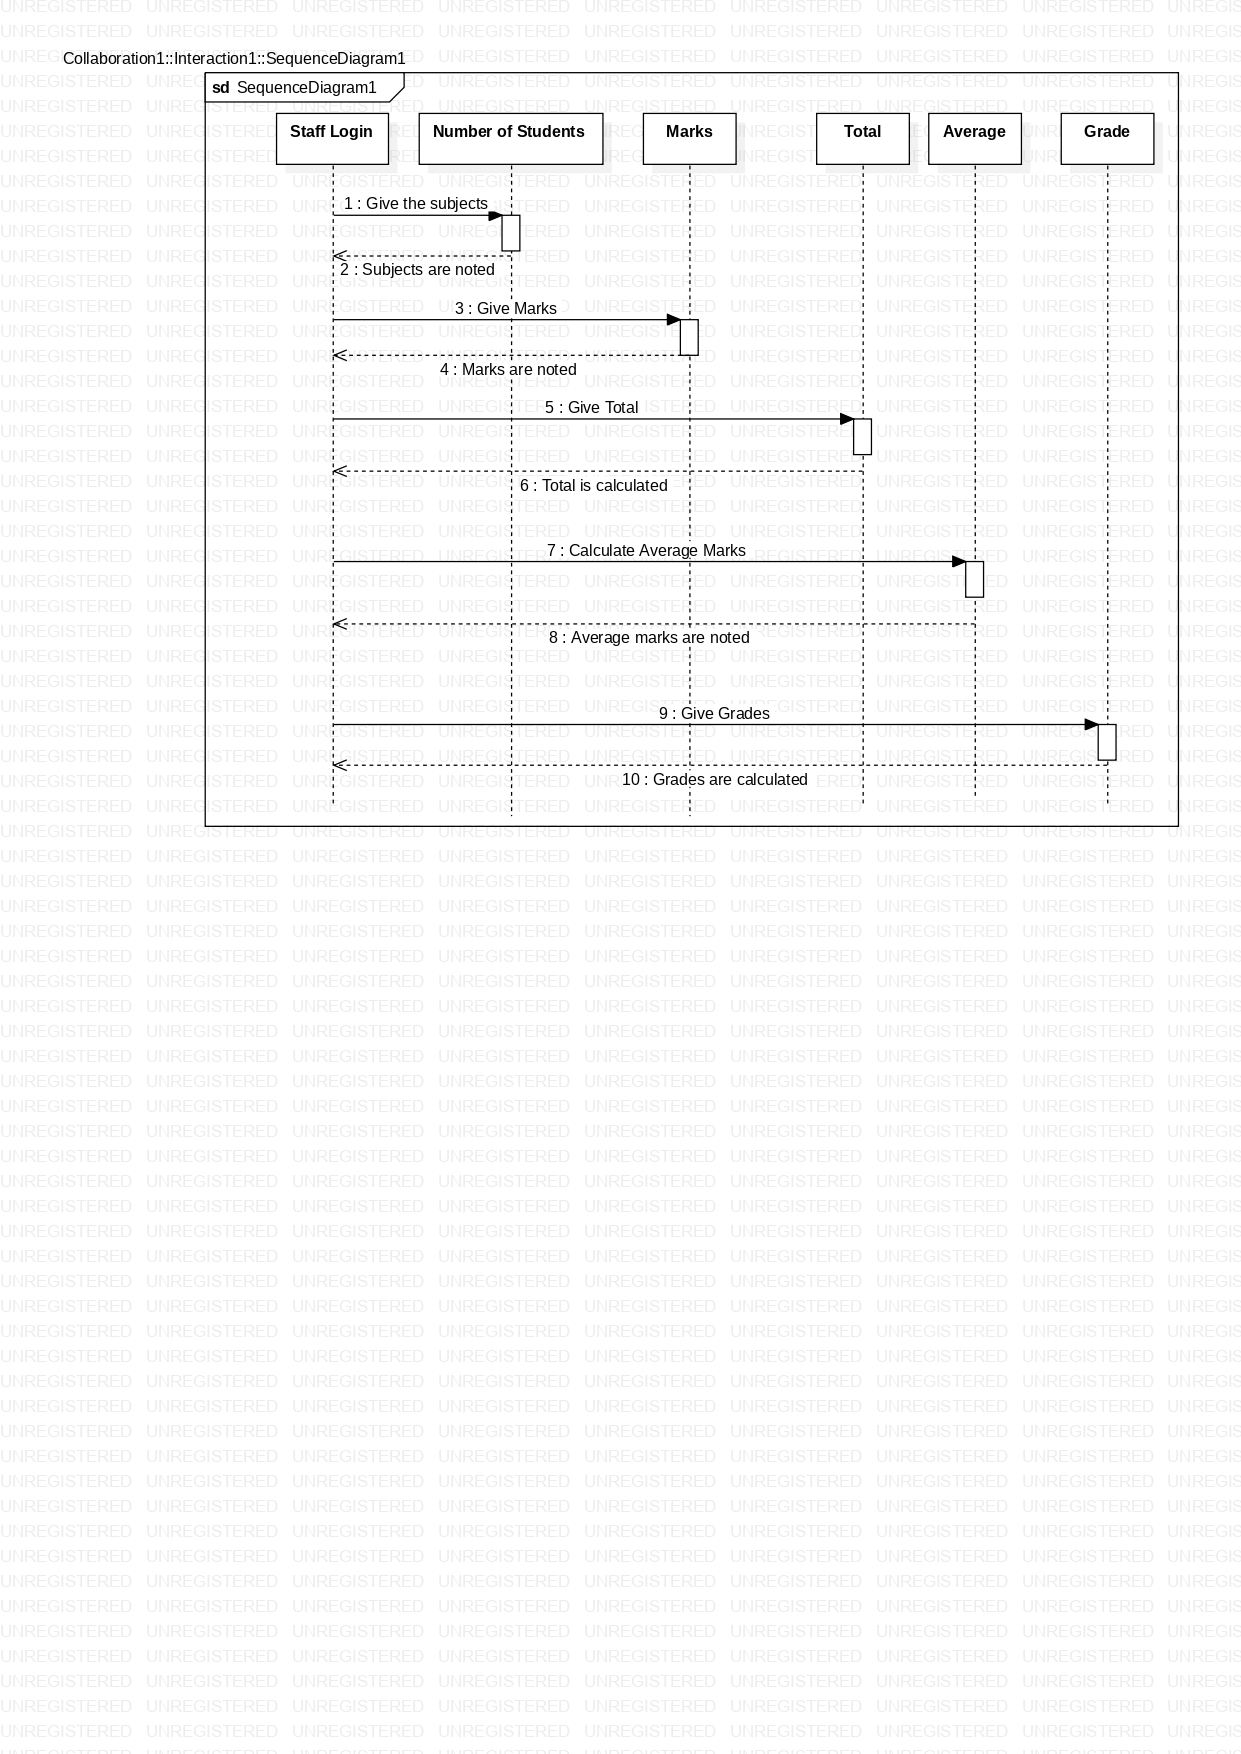 Collaboration1::Interaction1::SequenceDiagram1
sd SequenceDiagram1
Staff Login
Number of Students
Marks
Total
Average
Grade
1 : Give the subjects
2 : Subjects are noted
3 : Give Marks
4 : Marks are noted
5 : Give Total
6 : Total is calculated
7 : Calculate Average Marks
8 : Average marks are noted
9 : Give Grades
10 : Grades are calculated
UNREGISTERED